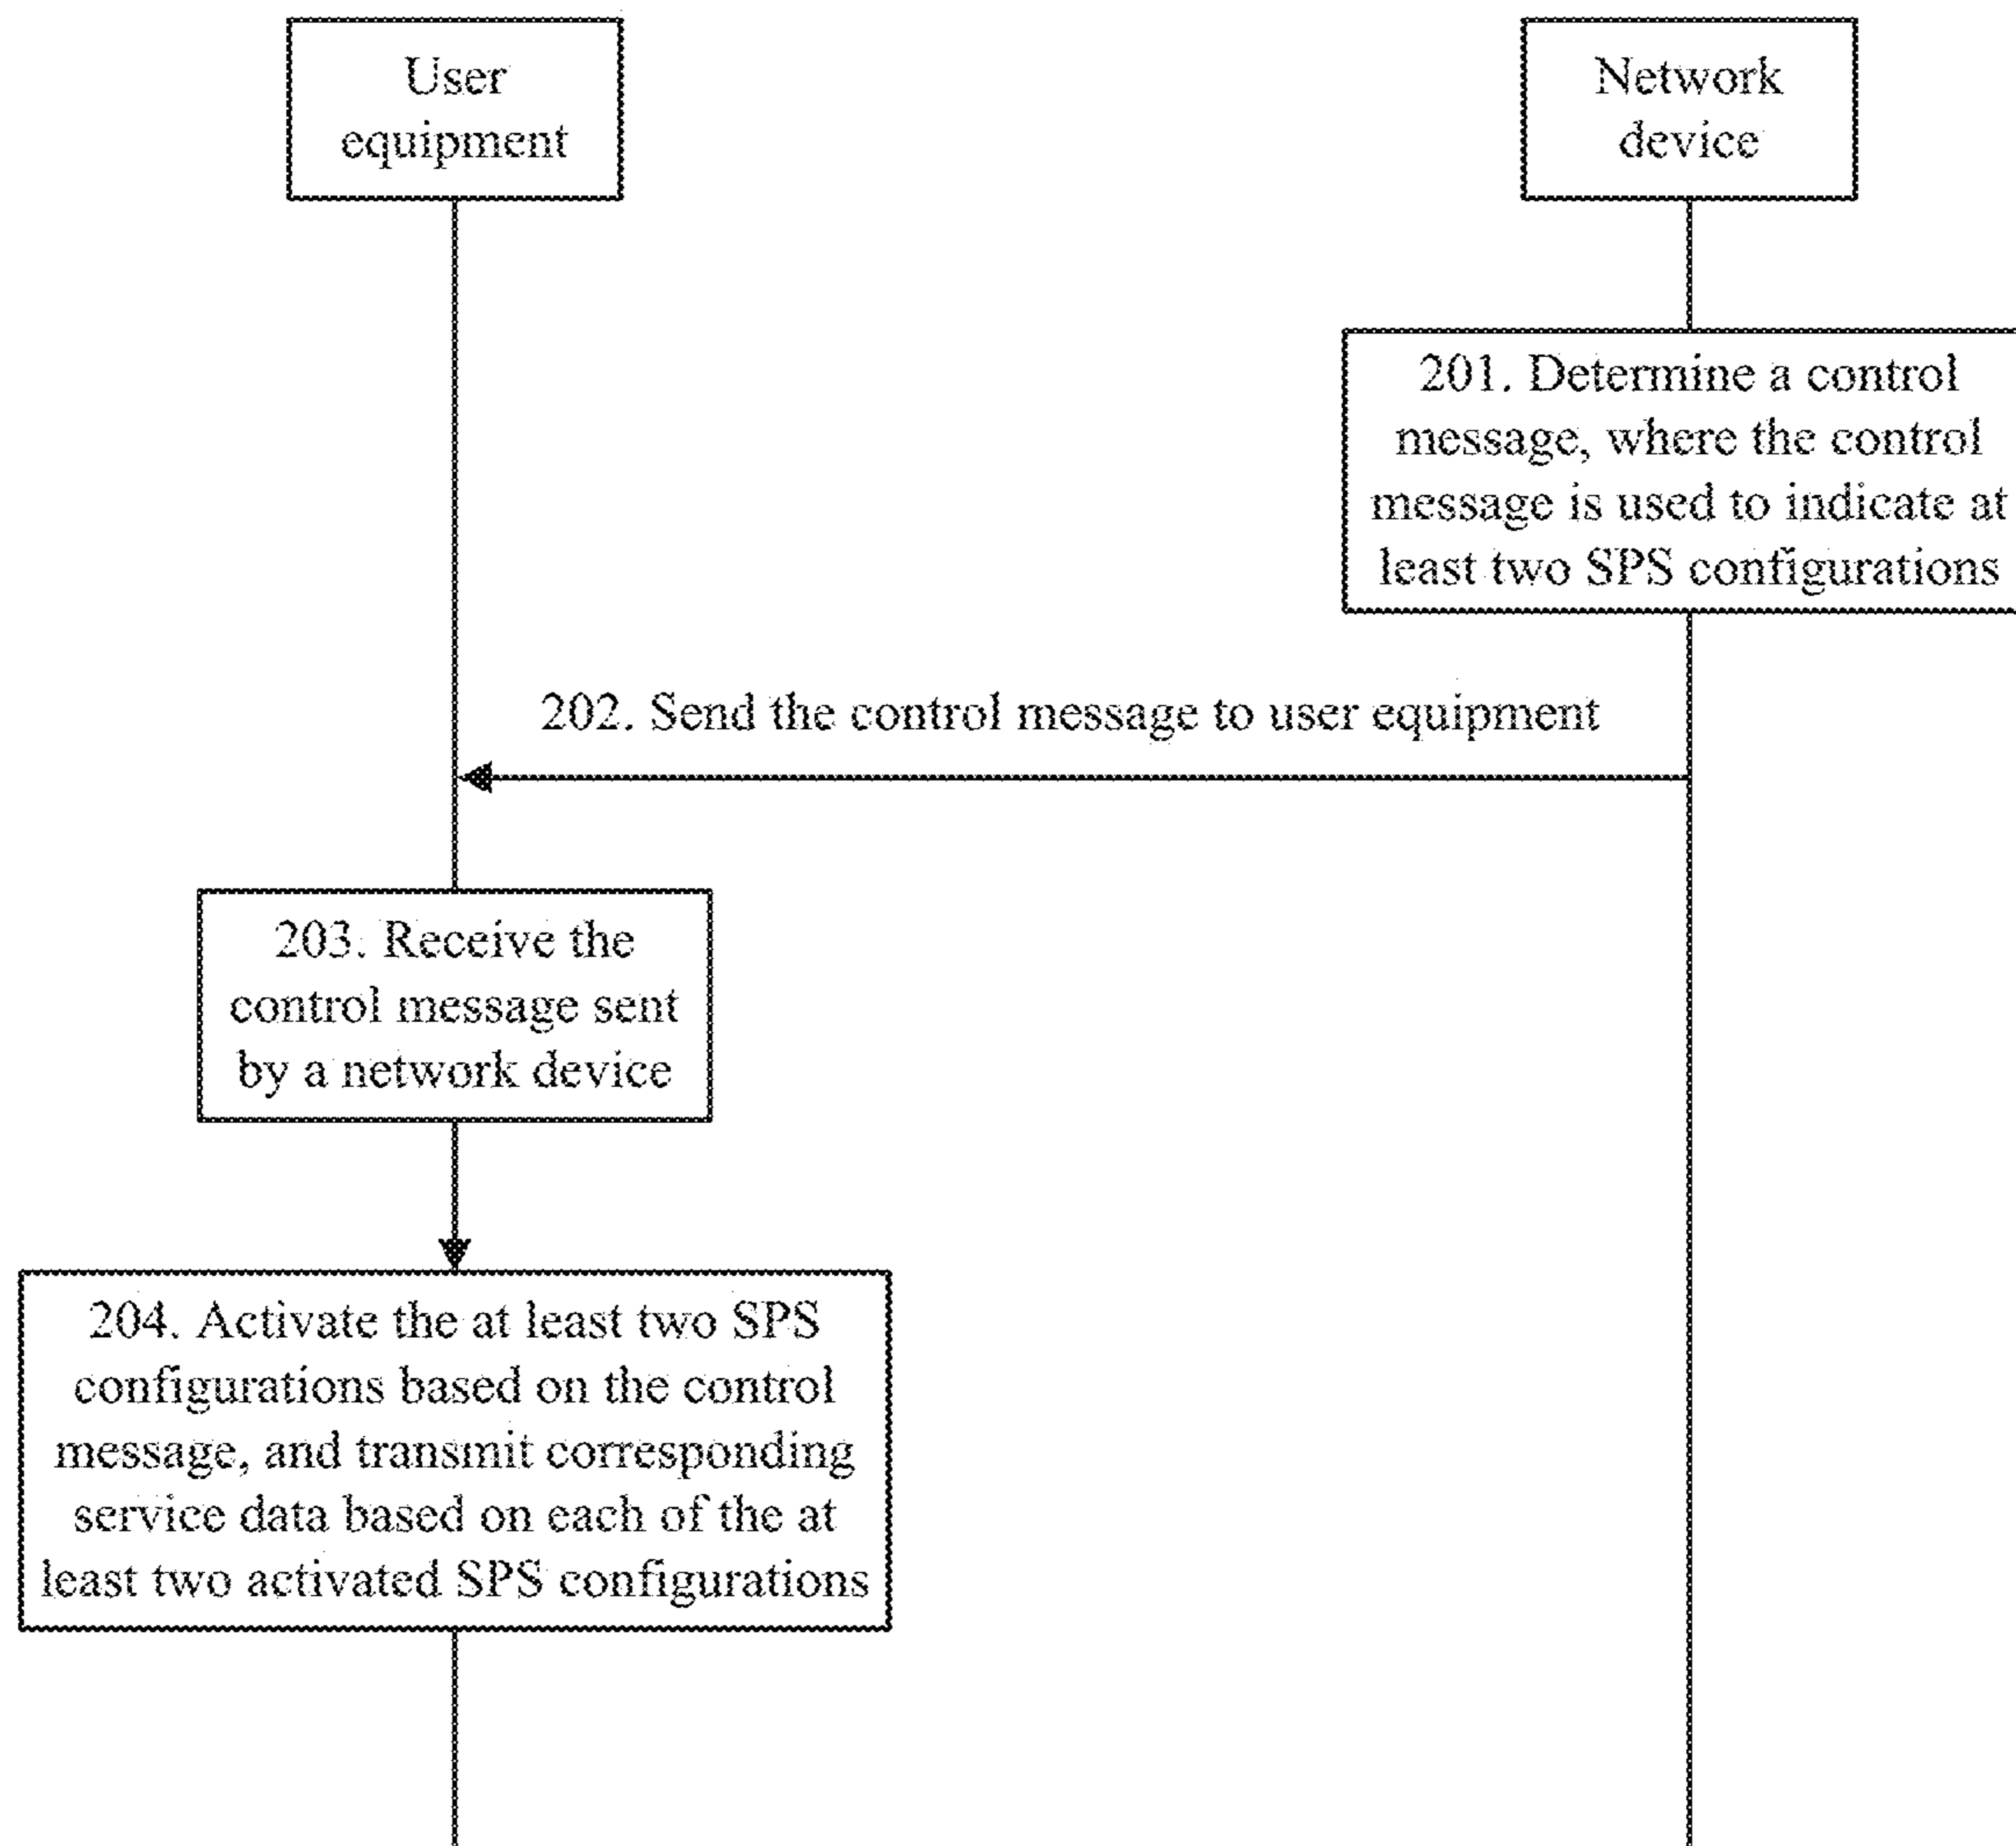 User
equipment
Network
device
201. Determine a control
message, where the control
message is used to indicate at
least two SPS configurations
202. Send the control message to user equipment
203. Receive the
control message sent
by a network device
204. Activate the at least two SPS
configurations based on the control
message, and transmit corresponding
service data based on each of the at
least two activated SPS configurations